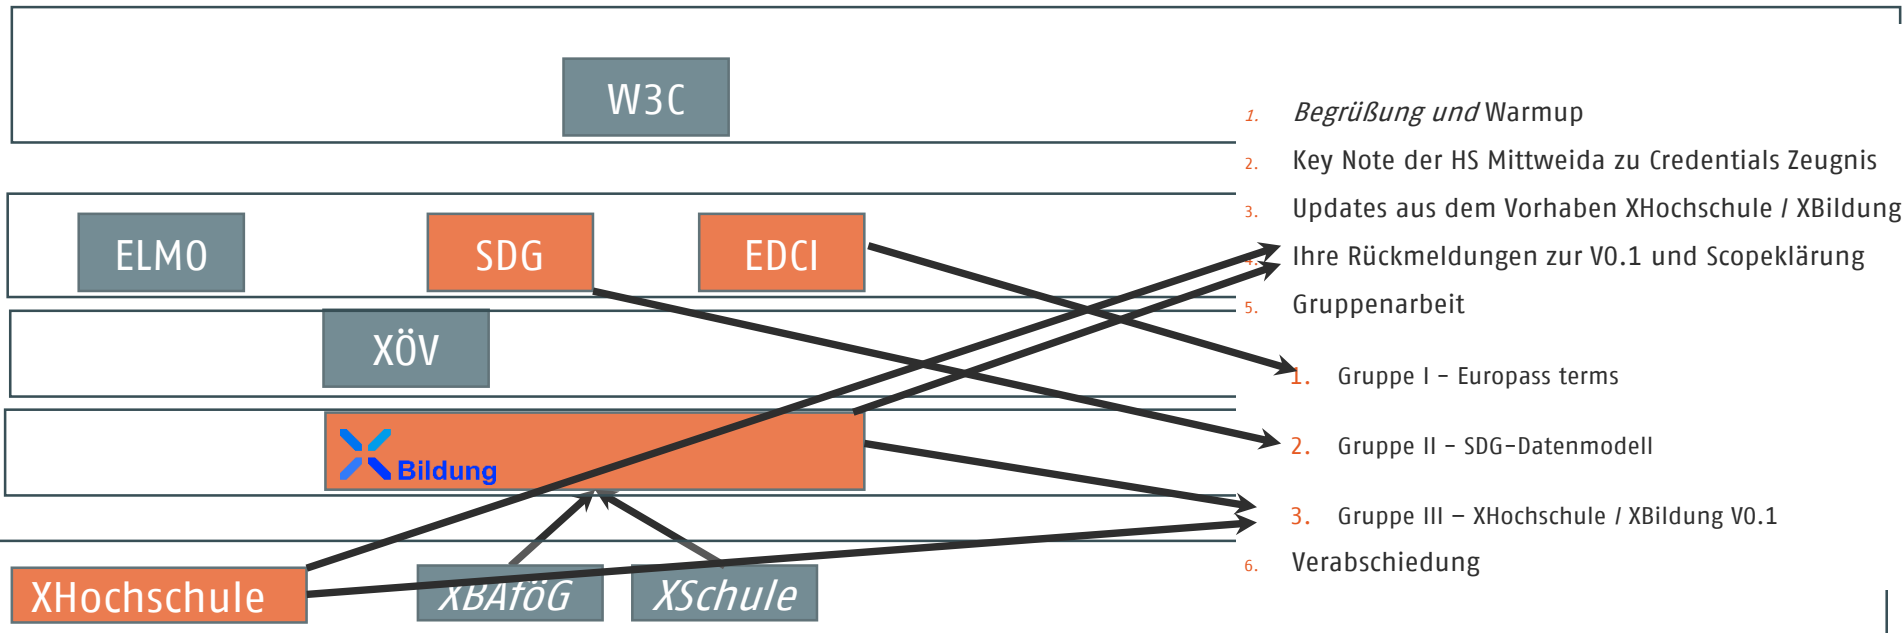 W3C
ELMO
SDG
EDCI
XÖV
Bildung
XHochschule
XBAföG
XSchule
1. Begrüßung und Warmup
2. Key Note der HS Mittweida zu Credentials Zeugnis
3. Updates aus dem Vorhaben XHochschule / XBildung
4. Ihre Rückmeldungen zur V0.1 und Scopeklärung
5. Gruppenarbeit
1. Gruppe I – Europass terms
2. Gruppe II – SDG-Datenmodell
3. Gruppe III – XHochschule / XBildung V0.1
6. Verabschiedung